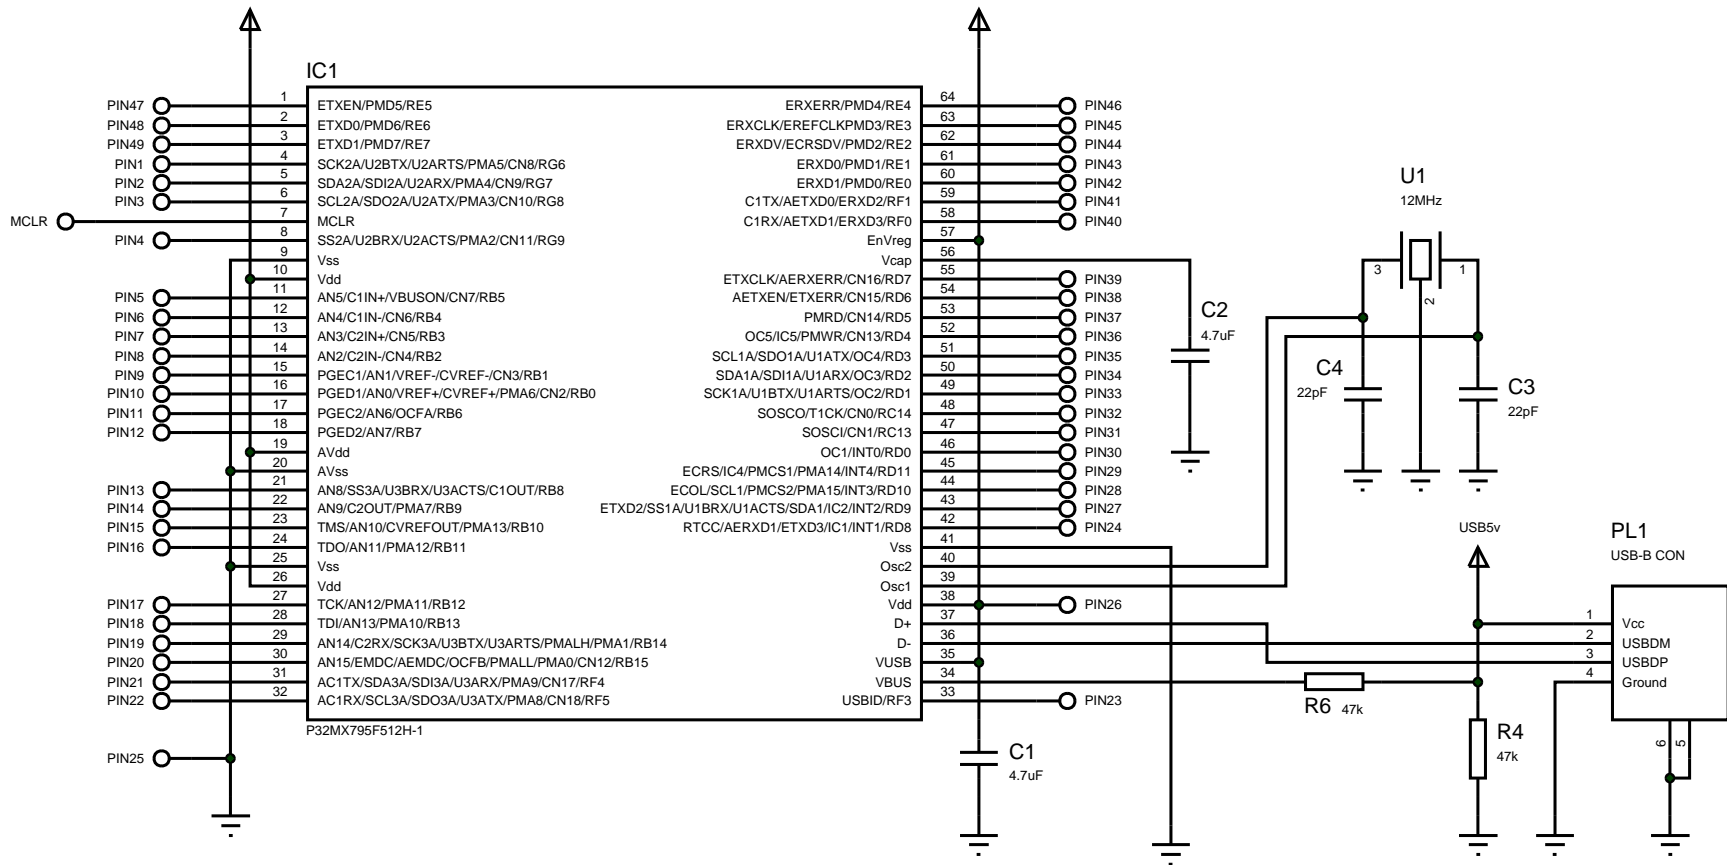 IC1
PIN47 1 ETXEN/PMD5/RE5 ERXERR/PMD4/RE4 64 PIN46
PIN48 2 ETXD0/PMD6/RE6 ERXCLK/EREFCLKPMD3/RE3 63 PIN45
PIN49 3 ETXD1/PMD7/RE7 ERXDV/ECRSDV/PMD2/RE2 62 PIN44
PIN1 4 SCK2A/U2BTX/U2ARTS/PMA5/CN8/RG6 ERXD0/PMD1/RE1 61 PIN43
PIN2 5 SDA2A/SDI2A/U2ARX/PMA4/CN9/RG7 ERXD1/PMD0/RE0 60 PIN42
PIN3 6 SCL2A/SDO2A/U2ATX/PMA3/CN10/RG8 C1TX/AETXD0/ERXD2/RF1 59 PIN41
MCLR 7 MCLR C1RX/AETXD1/ERXD3/RF0 58 PIN40
PIN4 8 SS2A/U2BRX/U2ACTS/PMA2/CN11/RG9 EnVreg 57
9 Vss Vcap 56
10 Vdd ETXCLK/AERXERR/CN16/RD7 55 PIN39
PIN5 11 AN5/C1IN+/VBUSON/CN7/RB5 AETXEN/ETXERR/CN15/RD6 54 PIN38
PIN6 12 AN4/C1IN-/CN6/RB4 PMRD/CN14/RD5 53 PIN37
PIN7 13 AN3/C2IN+/CN5/RB3 OC5/IC5/PMWR/CN13/RD4 52 PIN36
PIN8 14 AN2/C2IN-/CN4/RB2 SCL1A/SDO1A/U1ATX/OC4/RD3 51 PIN35
PIN9 15 PGEC1/AN1/VREF-/CVREF-/CN3/RB1 SDA1A/SDI1A/U1ARX/OC3/RD2 50 PIN34
PIN10 16 PGED1/AN0/VREF+/CVREF+/PMA6/CN2/RB0 SCK1A/U1BTX/U1ARTS/OC2/RD1 49 PIN33
PIN11 17 PGEC2/AN6/OCFA/RB6 SOSCO/T1CK/CN0/RC14 48 PIN32
PIN12 18 PGED2/AN7/RB7 SOSCI/CN1/RC13 47 PIN31
19 AVdd OC1/INT0/RD0 46 PIN30
20 AVss ECRS/IC4/PMCS1/PMA14/INT4/RD11 45 PIN29
PIN13 21 AN8/SS3A/U3BRX/U3ACTS/C1OUT/RB8 ECOL/SCL1/PMCS2/PMA15/INT3/RD10 44 PIN28
PIN14 22 AN9/C2OUT/PMA7/RB9 ETXD2/SS1A/U1BRX/U1ACTS/SDA1/IC2/INT2/RD9 43 PIN27
PIN15 23 TMS/AN10/CVREFOUT/PMA13/RB10 RTCC/AERXD1/ETXD3/IC1/INT1/RD8 42 PIN24
PIN16 24 TDO/AN11/PMA12/RB11 Vss 41
25 Vss Osc2 40
26 Vdd Osc1 39
PIN17 27 TCK/AN12/PMA11/RB12 Vdd 38 PIN26
PIN18 28 TDI/AN13/PMA10/RB13 D+ 37
PIN19 29 AN14/C2RX/SCK3A/U3BTX/U3ARTS/PMALH/PMA1/RB14 D- 36
PIN20 30 AN15/EMDC/AEMDC/OCFB/PMALL/PMA0/CN12/RB15 VUSB 35
PIN21 31 AC1TX/SDA3A/SDI3A/U3ARX/PMA9/CN17/RF4 VBUS 34
PIN22 32 AC1RX/SCL3A/SDO3A/U3ATX/PMA8/CN18/RF5 USBID/RF3 33 PIN23
P32MX795F512H-1
PIN25
C1
4.7uF
C2
4.7uF
U1
12MHz
3 1
2
C4
22pF
C3
22pF
USB5v
PL1
USB-B CON
1 Vcc
2 USBDM
3 USBDP
4 Ground
6 5
R6 47k
R4
47k